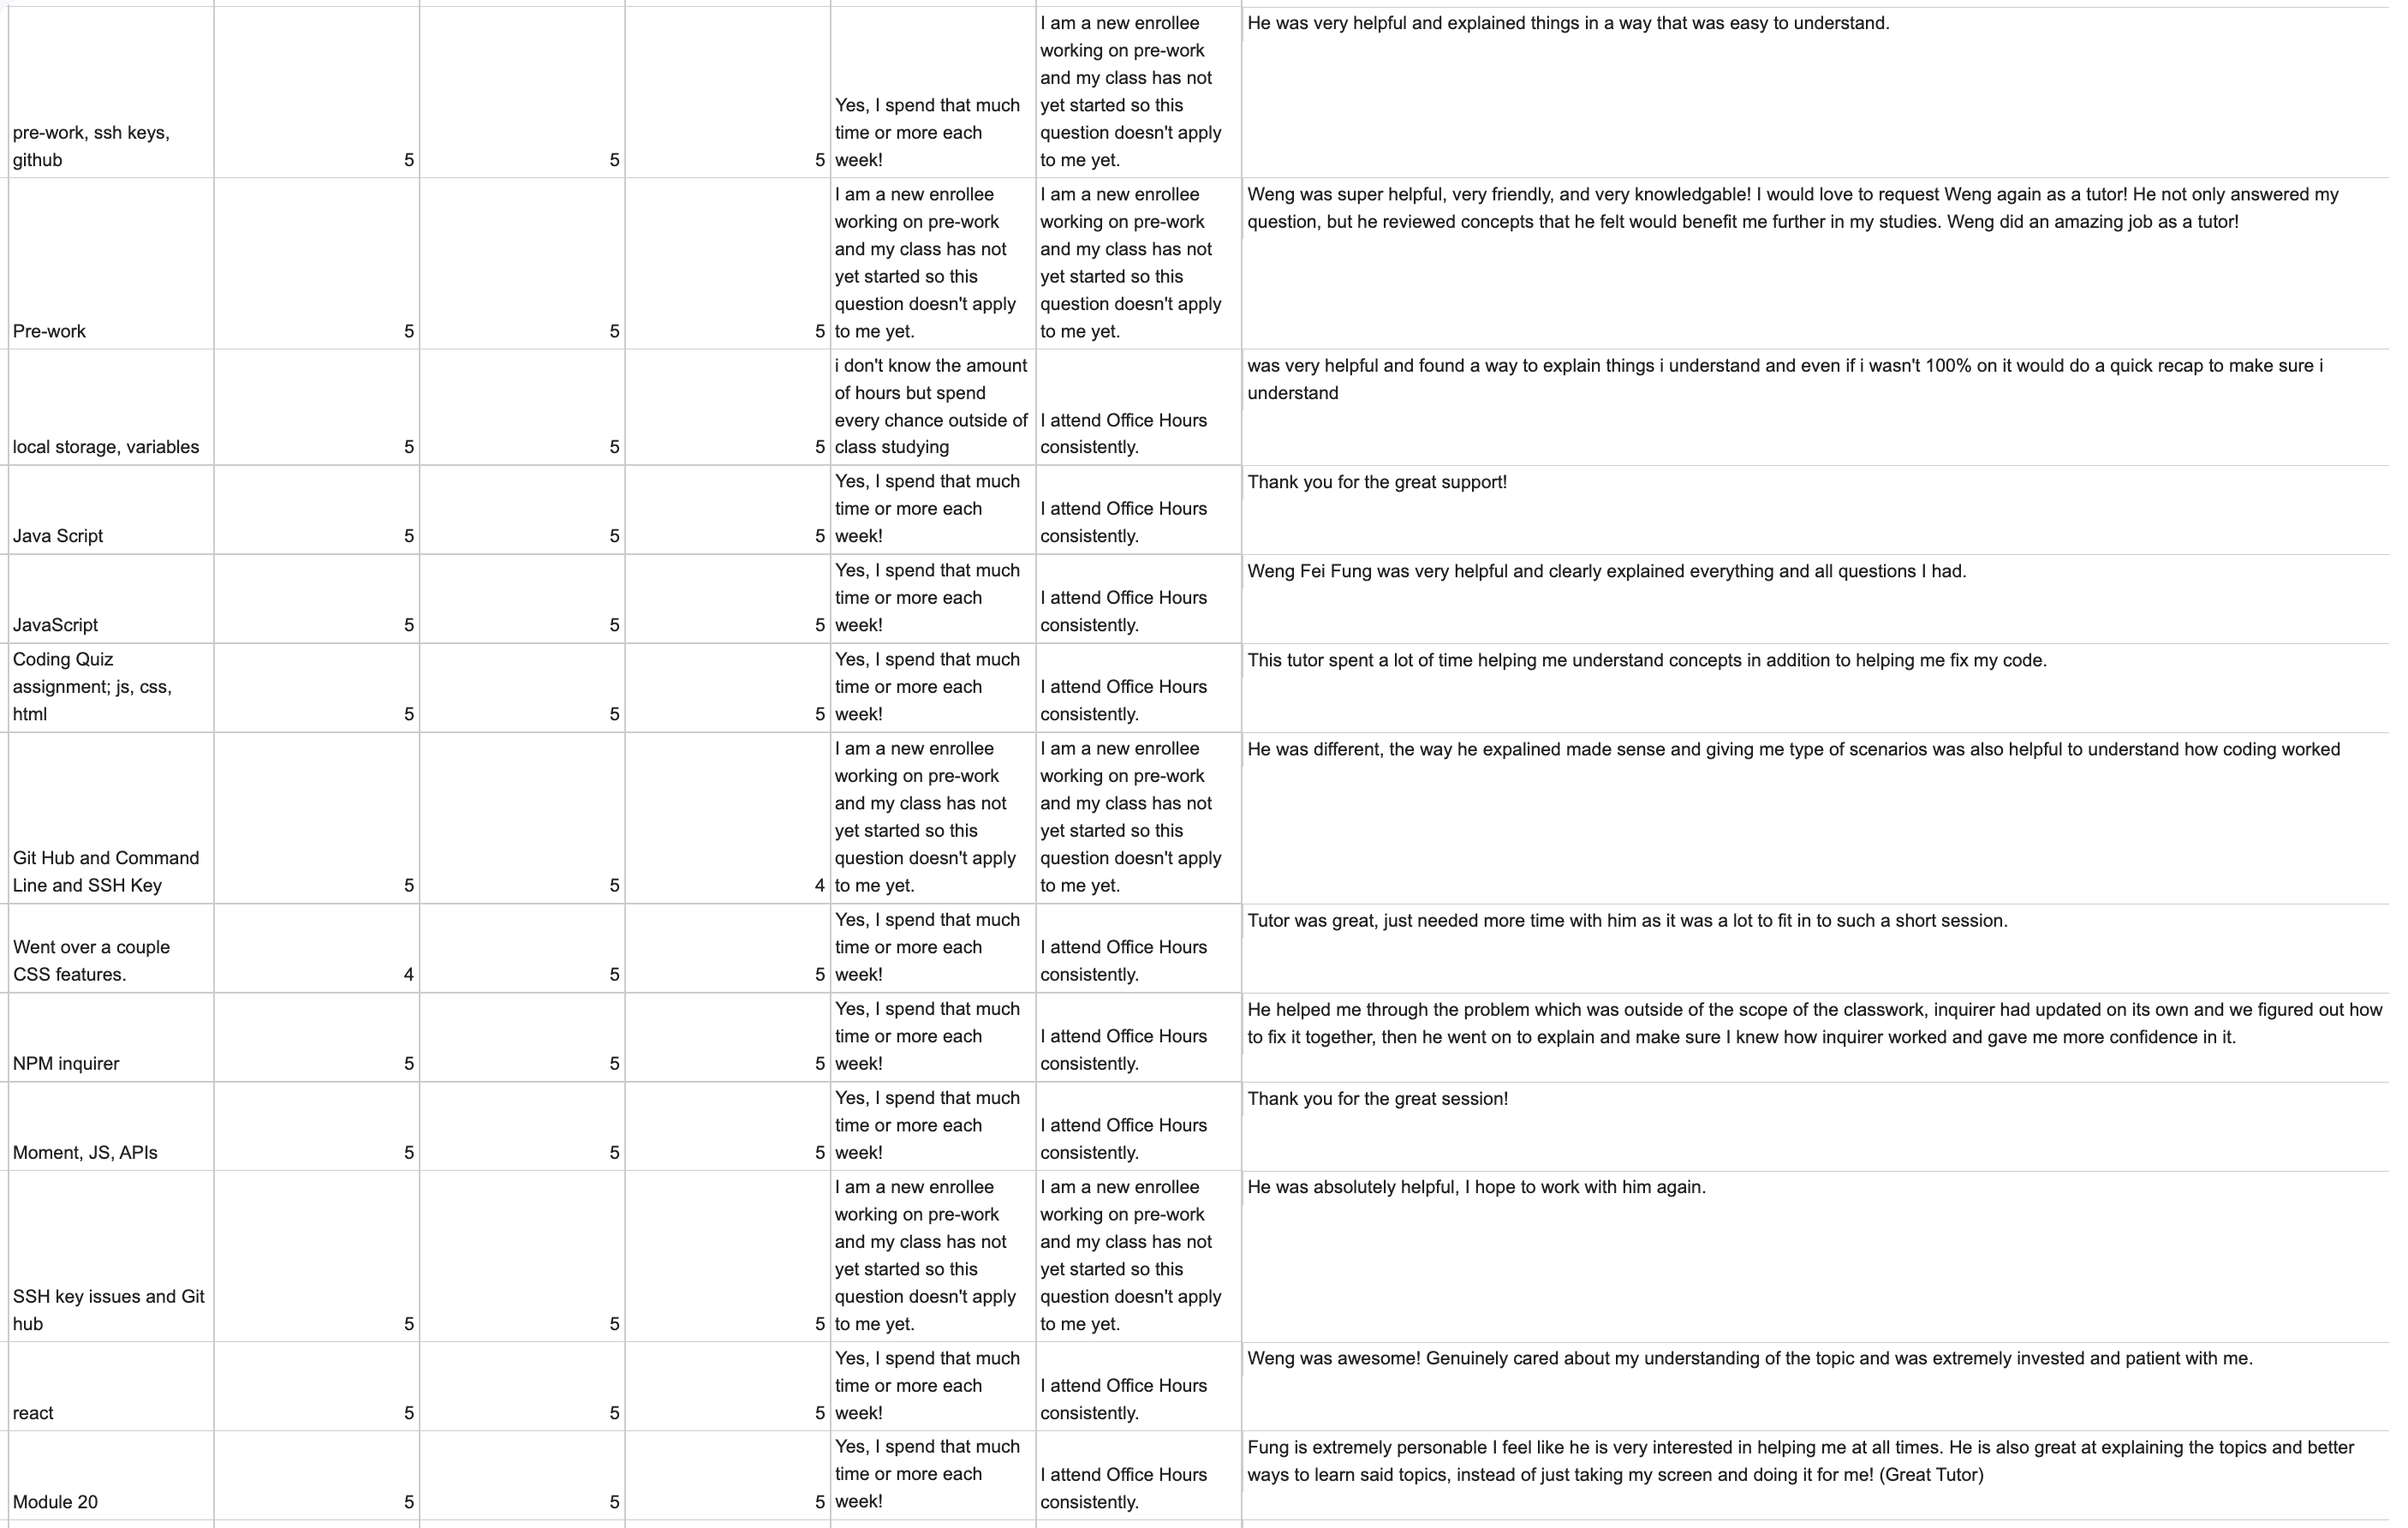 He was very helpful and explained things in a way that was easy to understand.
I am a new enrollee
working on pre-work
and my class has not
yet started so this
question doesn't apply
to me yet.
Yes, I spend that much
time or more each
week!
pre-work, ssh keys,
github
5
5
5
Weng was super helpful, very friendly, and very knowledgable! I would love to request Weng again as a tutor! He not only answered my
question, but he reviewed concepts that he felt would benefit me further in my studies. Weng did an amazing job as a tutor!
I am a new enrollee
working on pre-work
and my class has not
yet started so this
question doesn't apply
to me yet.
I am a new enrollee
working on pre-work
and my class has not
yet started so this
question doesn't apply
to me yet.
Pre-work
5
5
5
was very helpful and found a way to explain things i understand and even if i wasn't 100% on it would do a quick recap to make sure i
understand
i don't know the amount
of hours but spend
every chance outside of
class studying
I attend Office Hours
consistently.
local storage, variables
5
5
5
Thank you for the great support!
Yes, I spend that much
time or more each
week!
I attend Office Hours
consistently.
Java Script
5
5
5
Weng Fei Fung was very helpful and clearly explained everything and all questions I had.
Yes, I spend that much
time or more each
week!
I attend Office Hours
consistently.
JavaScript
5
5
5
Coding Quiz
assignment; js, css,
html
5
5
5
Yes, I spend that much
time or more each
week!
I attend Office Hours
consistently.
This tutor spent a lot of time helping me understand concepts in addition to helping me fix my code.
He was different, the way he expalined made sense and giving me type of scenarios was also helpful to understand how coding worked
I am a new enrollee
working on pre-work
and my class has not
yet started so this
question doesn't apply
to me yet.
I am a new enrollee
working on pre-work
and my class has not
yet started so this
question doesn't apply
to me yet.
Git Hub and Command
Line and SSH Key
5
5
4
Tutor was great, just needed more time with him as it was a lot to fit in to such a short session.
Yes, I spend that much
time or more each
week!
I attend Office Hours
consistently.
Went over a couple
CSS features.
4
5
5
He helped me through the problem which was outside of the scope of the classwork, inquirer had updated on its own and we figured out how
to fix it together, then he went on to explain and make sure I knew how inquirer worked and gave me more confidence in it.
Yes, I spend that much
time or more each
week!
I attend Office Hours
consistently.
NPM inquirer
5
5
5
Thank you for the great session!
Yes, I spend that much
time or more each
week!
I attend Office Hours
consistently.
Moment, JS, APIs
5
5
5
He was absolutely helpful, I hope to work with him again.
I am a new enrollee
working on pre-work
and my class has not
yet started so this
question doesn't apply
to me yet.
I am a new enrollee
working on pre-work
and my class has not
yet started so this
question doesn't apply
to me yet.
SSH key issues and Git
hub
5
5
5
Weng was awesome! Genuinely cared about my understanding of the topic and was extremely invested and patient with me.
Yes, I spend that much
time or more each
week!
I attend Office Hours
consistently.
react
5
5
5
Fung is extremely personable I feel like he is very interested in helping me at all times. He is also great at explaining the topics and better
ways to learn said topics, instead of just taking my screen and doing it for me! (Great Tutor)
Yes, I spend that much
time or more each
week!
I attend Office Hours
consistently.
Module 20
5
5
5